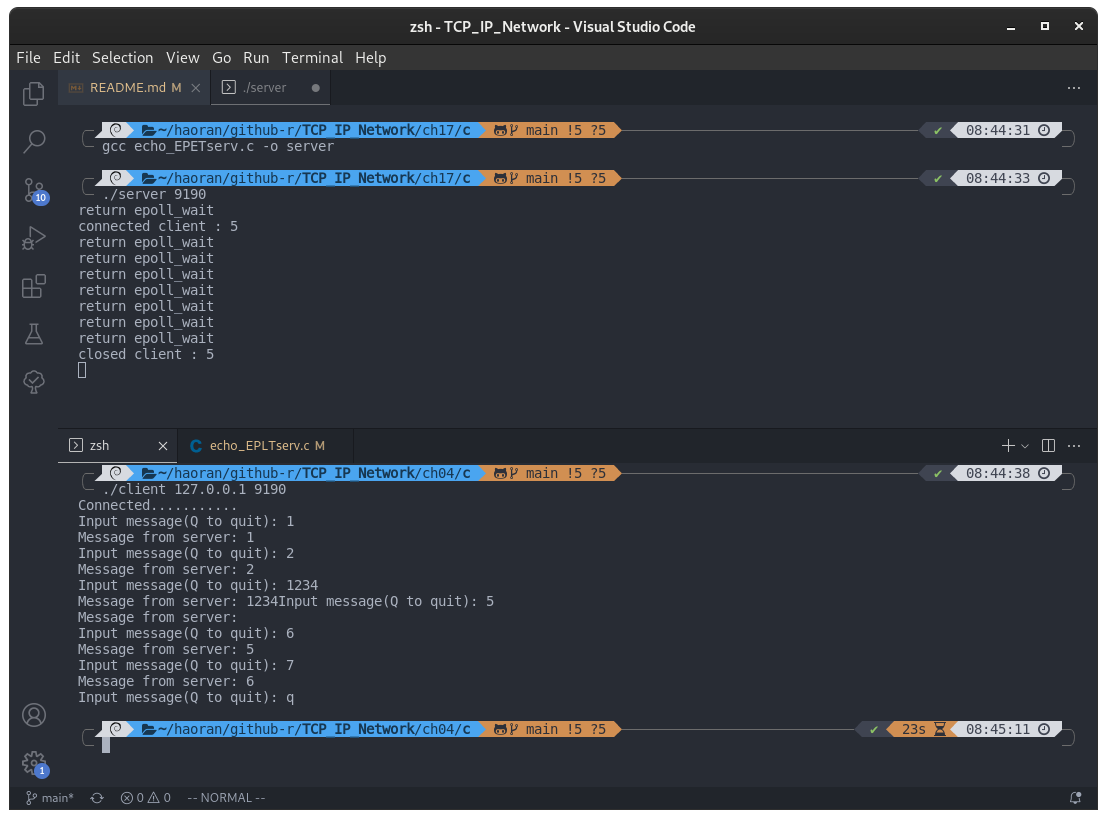 zsh - TCP_IP_Network - Visual Studio Code
File Edit Selection View Go Run Terminal Help
README.md M ./server
~/haoran/github-r/TCP_IP_Network/ch17/c main !5 ?5 ✔ 08:44:31
gcc echo_EPETserv.c -o server
~/haoran/github-r/TCP_IP_Network/ch17/c main !5 ?5 ✔ 08:44:33
./server 9190
return epoll_wait
connected client : 5
return epoll_wait
return epoll_wait
return epoll_wait
return epoll_wait
return epoll_wait
return epoll_wait
return epoll_wait
closed client : 5
zsh C echo_EPLTserv.c M
~/haoran/github-r/TCP_IP_Network/ch04/c main !5 ?5 ✔ 08:44:38
./client 127.0.0.1 9190
Connected...........
Input message(Q to quit): 1
Message from server: 1
Input message(Q to quit): 2
Message from server: 2
Input message(Q to quit): 1234
Message from server: 1234Input message(Q to quit): 5
Message from server:
Input message(Q to quit): 6
Message from server: 5
Input message(Q to quit): 7
Message from server: 6
Input message(Q to quit): q
~/haoran/github-r/TCP_IP_Network/ch04/c main !5 ?5 ✔ 23s 08:45:11
10
1
main* 0 0 -- NORMAL --